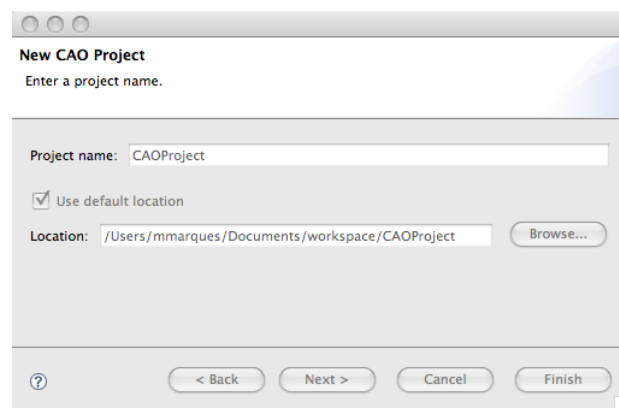 New CAO Project
Enter a project name.
Project name: CAOProject
Use default location
Location: /Users/mmarques/Documents/workspace/CAOProject Browse...
? < Back Next > Cancel Finish